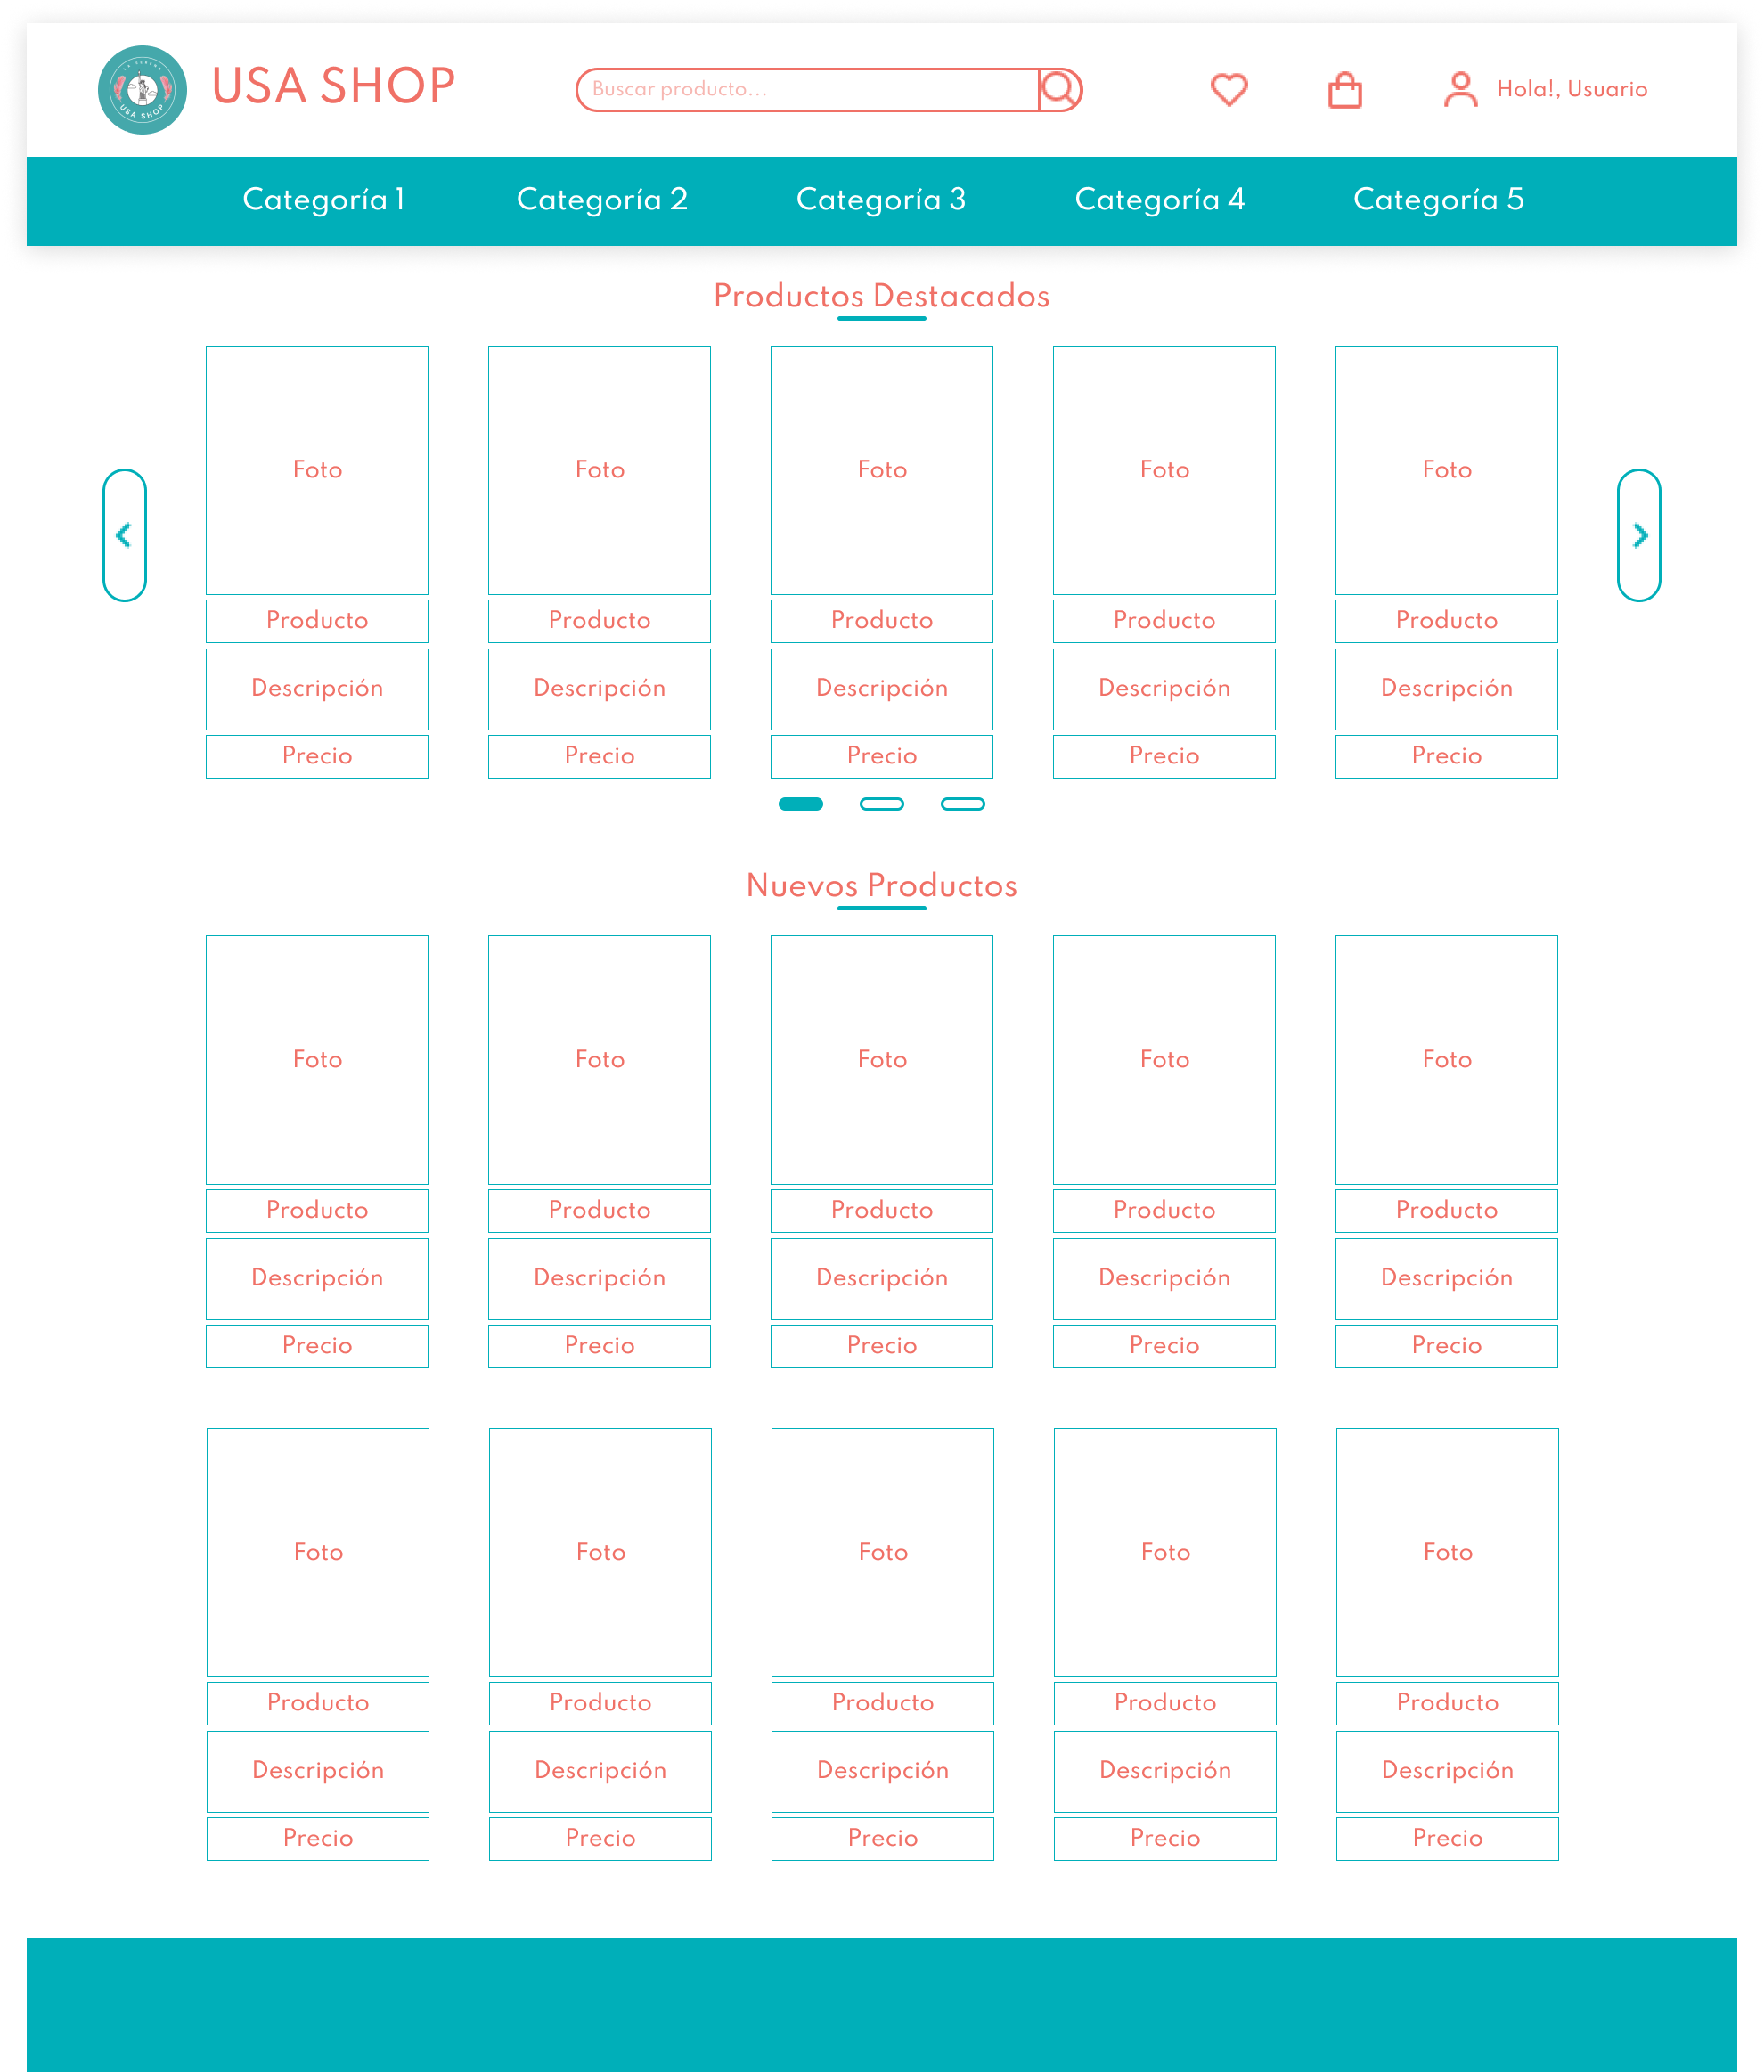 USA SHOP
USA SHOP
Buscar producto...
Hola!, Usuario
Categoría 1 Categoría 2 Categoría 3 Categoría 4 Categoría 5
Productos Destacados
Foto Foto Foto Foto Foto
Producto Producto Producto Producto Producto
Descripción Descripción Descripción Descripción Descripción
Precio Precio Precio Precio Precio
Nuevos Productos
Foto Foto Foto Foto Foto
Producto Producto Producto Producto Producto
Descripción Descripción Descripción Descripción Descripción
Precio Precio Precio Precio Precio
Foto Foto Foto Foto Foto
Producto Producto Producto Producto Producto
Descripción Descripción Descripción Descripción Descripción
Precio Precio Precio Precio Precio